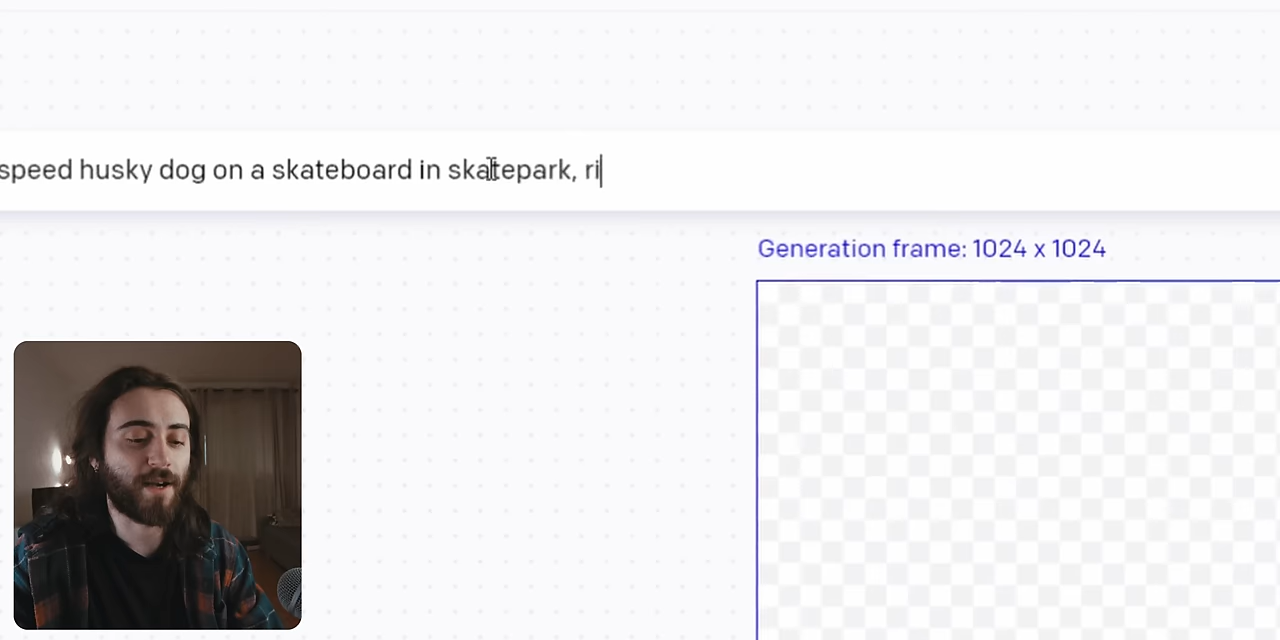 speed husky dog on a skateboard in skatepark, ri
Generation frame: 1024 x 1024